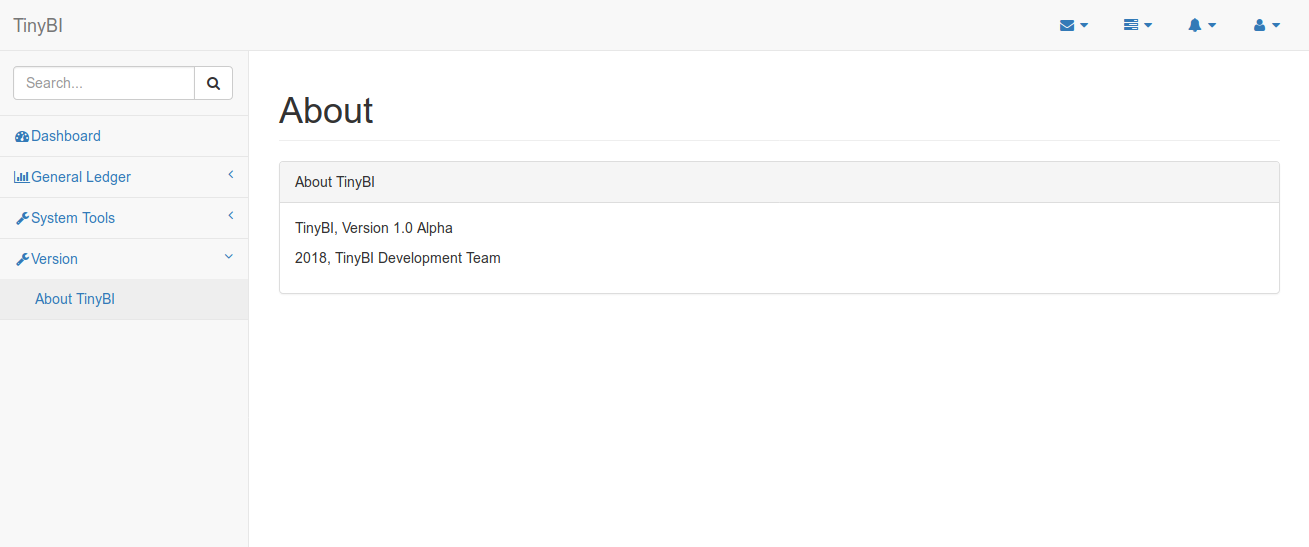 TinyBI
Search...
Dashboard
General Ledger
System Tools
Version
About TinyBI
About
About TinyBI
TinyBI, Version 1.0 Alpha
2018, TinyBI Development Team